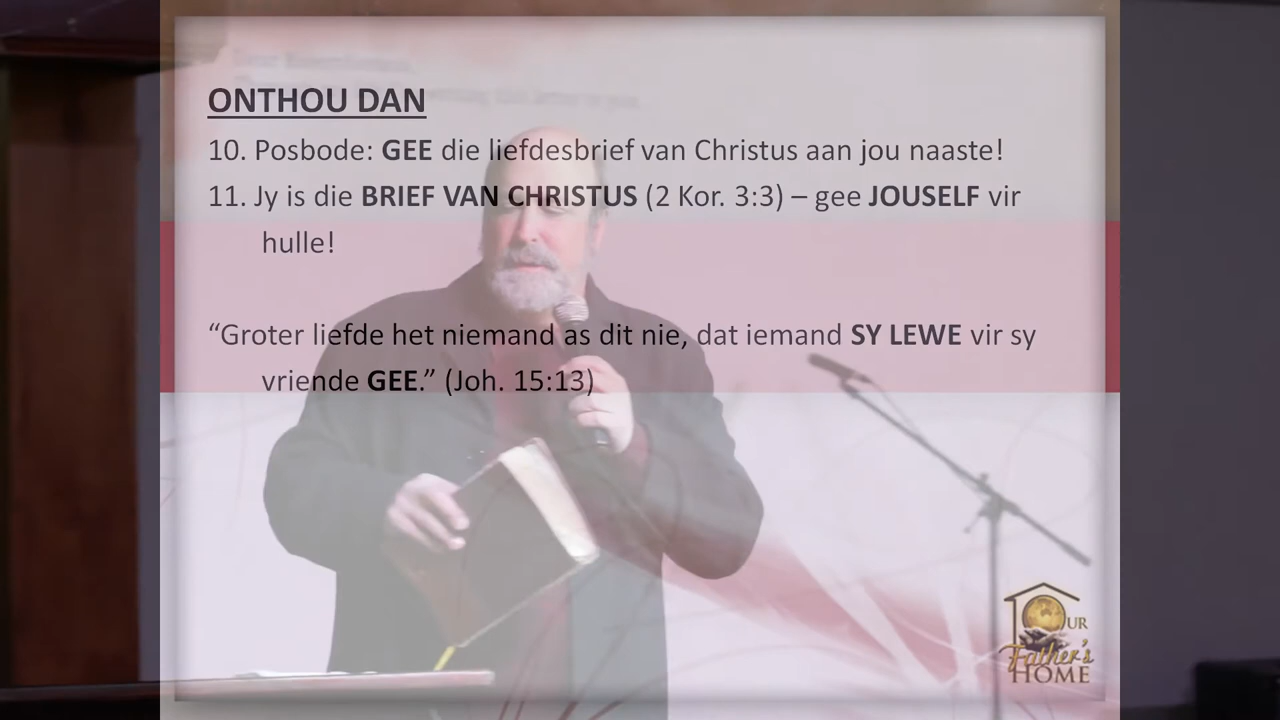 ONTHOU DAN
10. Posbode: GEE die liefdesbrief van Christus aan jou naaste!
11. Jy is die BRIEF VAN CHRISTUS (2 Kor. 3:3) – gee JOUSELF vir
hulle!
“Groter liefde het niemand as dit nie, dat iemand SY LEWE vir sy
vriende GEE.” (Joh. 15:13)
OUR
Father's
HOME